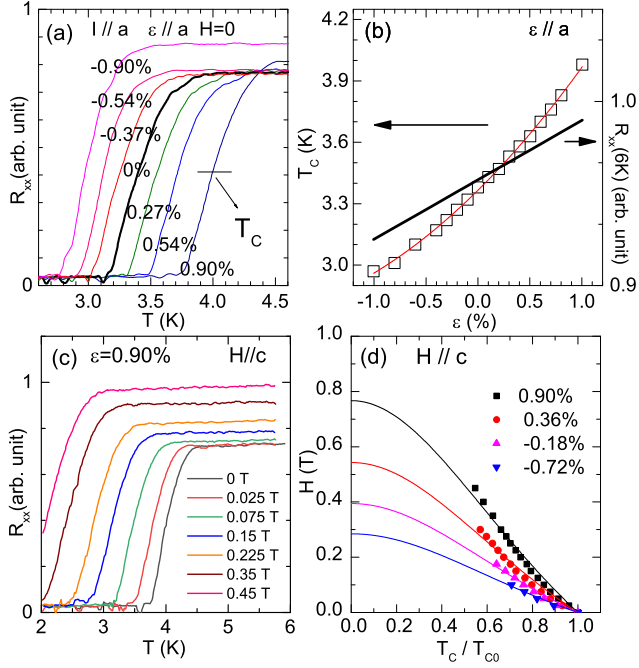 (a)
I // a ε // a H=0
-0.90%
-0.54%
-0.37%
0%
0.27%
0.54%
0.90%
T_C
R_xx(arb. unit)
1
0
3.0 3.5 4.0 4.5
T (K)
(b)
ε // a
T_C (K)
4.2
3.9
3.6
3.3
3.0
1.0
0.9
R_xx(6K) (arb. unit)
-1.0 -0.5 0.0 0.5 1.0
ε (%)
(c)
ε=0.90%
H//c
R_xx(arb. unit)
1
0
0 T
0.025 T
0.075 T
0.15 T
0.225 T
0.35 T
0.45 T
2 3 4 5 6
T (K)
(d)
H // c
0.90%
0.36%
-0.18%
-0.72%
H (T)
1.0
0.8
0.6
0.4
0.2
0.0
0.0 0.2 0.4 0.6 0.8 1.0
T_C / T_C0